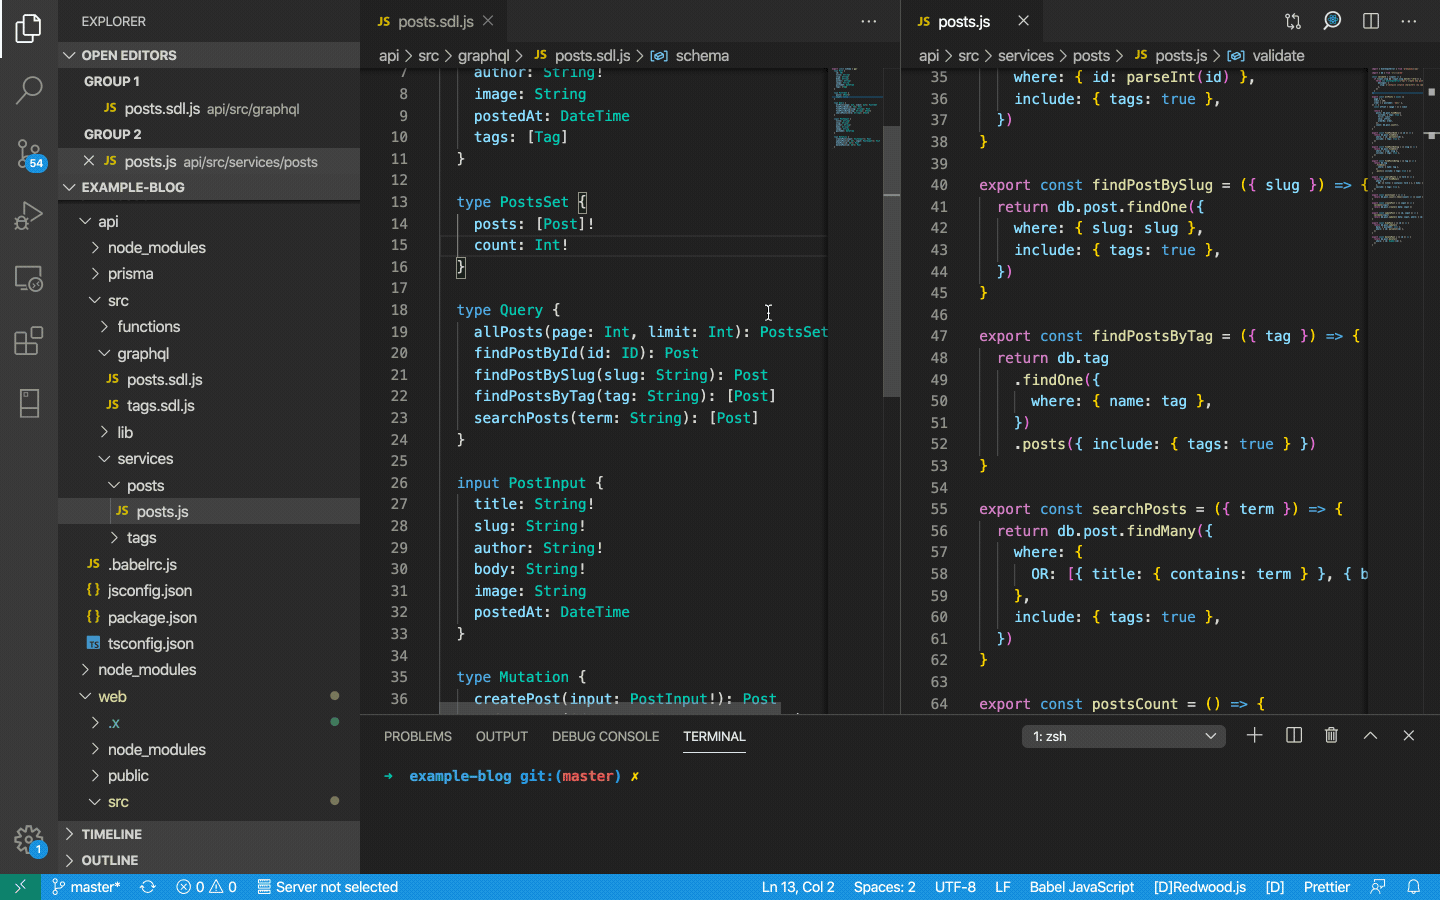 EXPLORER
OPEN EDITORS
GROUP 1
JS posts.sdl.js api/src/graphql
GROUP 2
JS posts.js api/src/services/posts
EXAMPLE-BLOG
api
node_modules
prisma
src
functions
graphql
JS posts.sdl.js
JS tags.sdl.js
lib
services
posts
JS posts.js
tags
JS .babelrc.js
{} jsconfig.json
{} package.json
TS tsconfig.json
node_modules
web
.x
node_modules
public
src
TIMELINE
OUTLINE
54
1
JS posts.sdl.js
api > src > graphql > JS posts.sdl.js > schema
7 author: String!
8 image: String
9 postedAt: DateTime
10 tags: [Tag]
11 }
12
13 type PostsSet {
14 posts: [Post]!
15 count: Int!
16 }
17
18 type Query {
19 allPosts(page: Int, limit: Int): PostsSet
20 findPostById(id: ID): Post
21 findPostBySlug(slug: String): Post
22 findPostsByTag(tag: String): [Post]
23 searchPosts(term: String): [Post]
24 }
25
26 input PostInput {
27 title: String!
28 slug: String!
29 author: String!
30 body: String!
31 image: String
32 postedAt: DateTime
33 }
34
35 type Mutation {
36 createPost(input: PostInput!): Post
JS posts.js
api > src > services > posts > JS posts.js > validate
35 where: { id: parseInt(id) },
36 include: { tags: true },
37 })
38 }
39
40 export const findPostBySlug = ({ slug }) => {
41 return db.post.findOne({
42 where: { slug: slug },
43 include: { tags: true },
44 })
45 }
46
47 export const findPostsByTag = ({ tag }) => {
48 return db.tag
49 .findOne({
50 where: { name: tag },
51 })
52 .posts({ include: { tags: true } })
53 }
54
55 export const searchPosts = ({ term }) => {
56 return db.post.findMany({
57 where: {
58 OR: [{ title: { contains: term } }, { b
59 },
60 include: { tags: true },
61 })
62 }
63
64 export const postsCount = () => {
PROBLEMS OUTPUT DEBUG CONSOLE TERMINAL 1: zsh
➜ example-blog git:(master) ✗
master* 0 0 Server not selected Ln 13, Col 2 Spaces: 2 UTF-8 LF Babel JavaScript [D]Redwood.js [D] Prettier